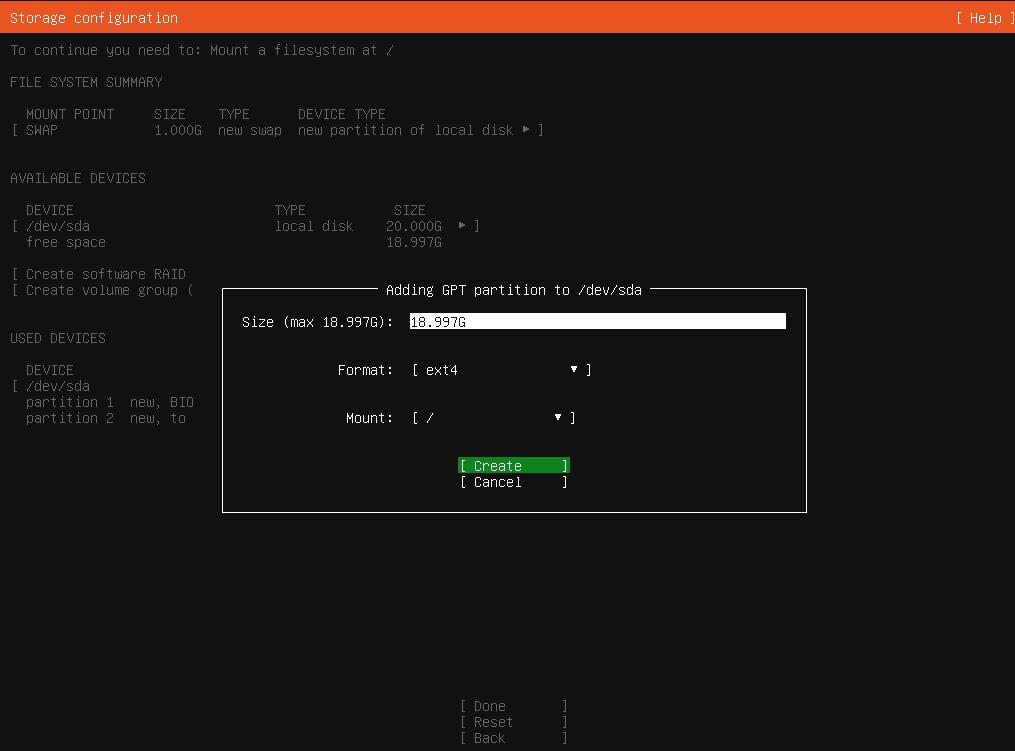 Storage configuration [ Help ]
To continue you need to: Mount a filesystem at /
FILE SYSTEM SUMMARY
MOUNT POINT SIZE TYPE DEVICE TYPE
[ SWAP 1.000G new swap new partition of local disk ▸ ]
AVAILABLE DEVICES
DEVICE TYPE SIZE
[ /dev/sda local disk 20.000G ▸ ]
free space 18.997G
[ Create software RAID
[ Create volume group (
USED DEVICES
DEVICE
[ /dev/sda
partition 1 new, BIO
partition 2 new, to
Adding GPT partition to /dev/sda
Size (max 18.997G): 18.997G
Format: [ ext4 ▾ ]
Mount: [ / ▾ ]
[ Create ]
[ Cancel ]
[ Done ]
[ Reset ]
[ Back ]